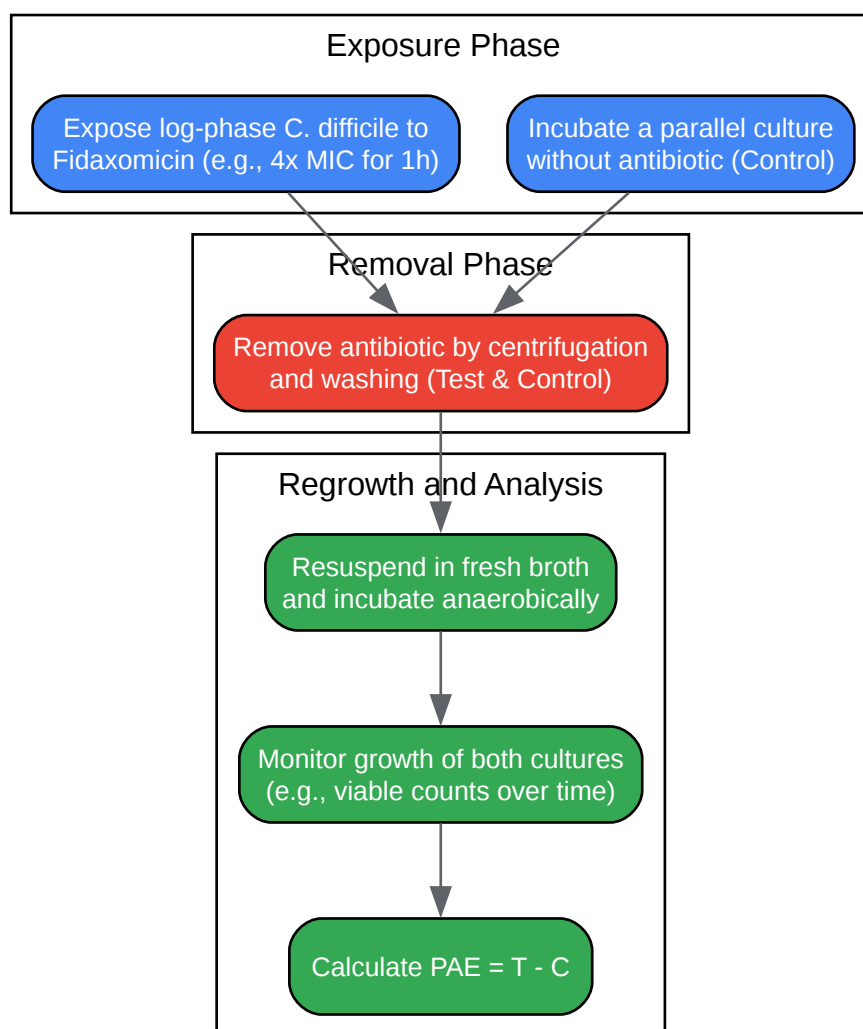 Exposure Phase
Expose log-phase C. difficile to
Fidaxomicin (e.g., 4x MIC for 1h)
Incubate a parallel culture
without antibiotic (Control)
Removal Phase
Remove antibiotic by centrifugation
and washing (Test & Control)
Regrowth and Analysis
Resuspend in fresh broth
and incubate anaerobically
Monitor growth of both cultures
(e.g., viable counts over time)
Calculate PAE = T - C